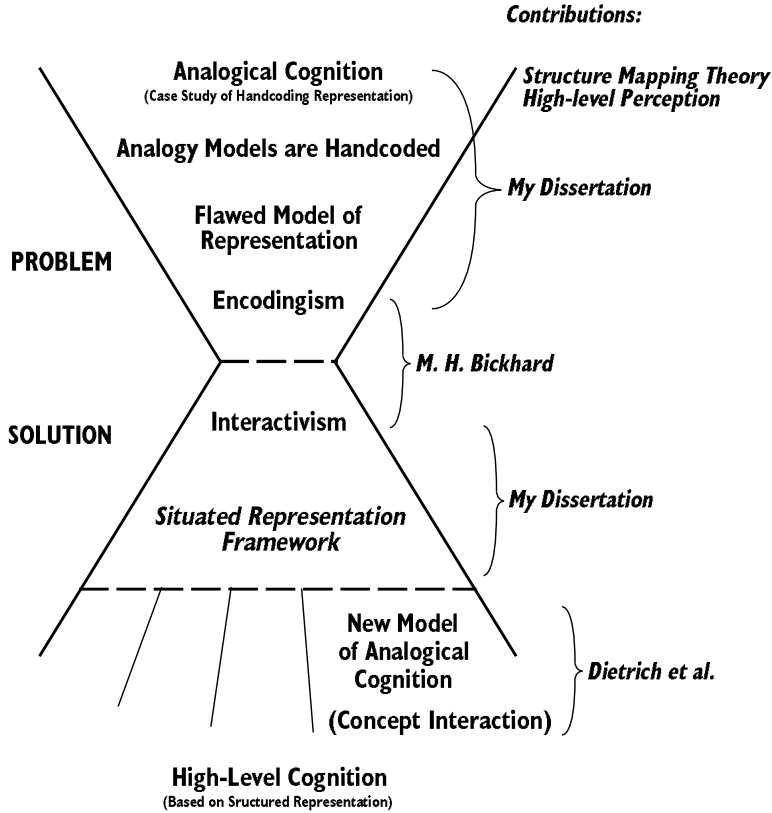 Contributions:
Analogical Cognition
(Case Study of Handcoding Representation)
Structure Mapping Theory
High-level Perception
Analogy Models are Handcoded
My Dissertation
Flawed Model of
Representation
PROBLEM
Encodingism
M. H. Bickhard
Interactivism
SOLUTION
My Dissertation
Situated Representation
Framework
New Model
of Analogical
Cognition
Dietrich et al.
(Concept Interaction)
High-Level Cognition
(Based on Sructured Representation)